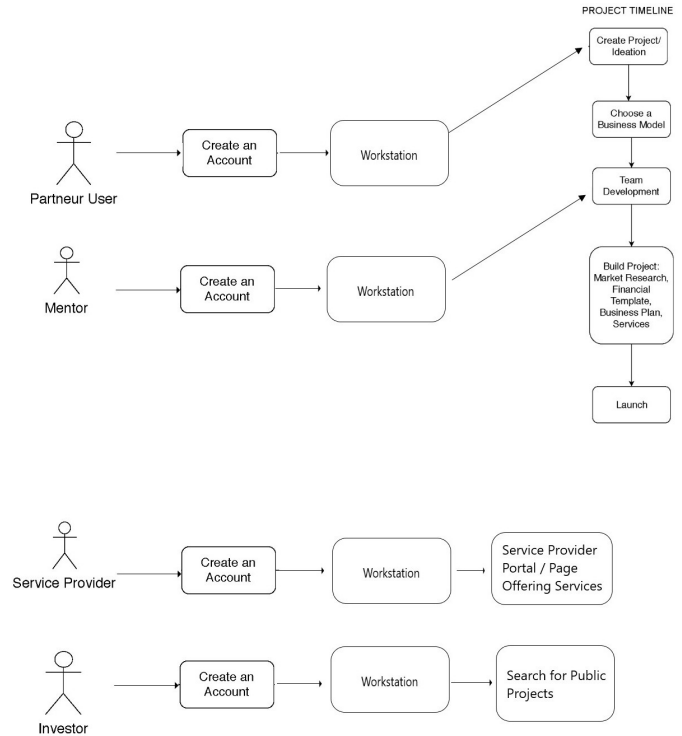 PROJECT TIMELINE
Create Project/
Ideation
Choose a
Business Model
Create an
Account
Workstation
Partneur User
Team
Development
Create an
Account
Workstation
Mentor
Build Project:
Market Research,
Financial
Template,
Business Plan,
Services
Launch
Service Provider
Create an
Account
Workstation
Service Provider
Portal / Page
Offering Services
Investor
Create an
Account
Workstation
Search for Public
Projects